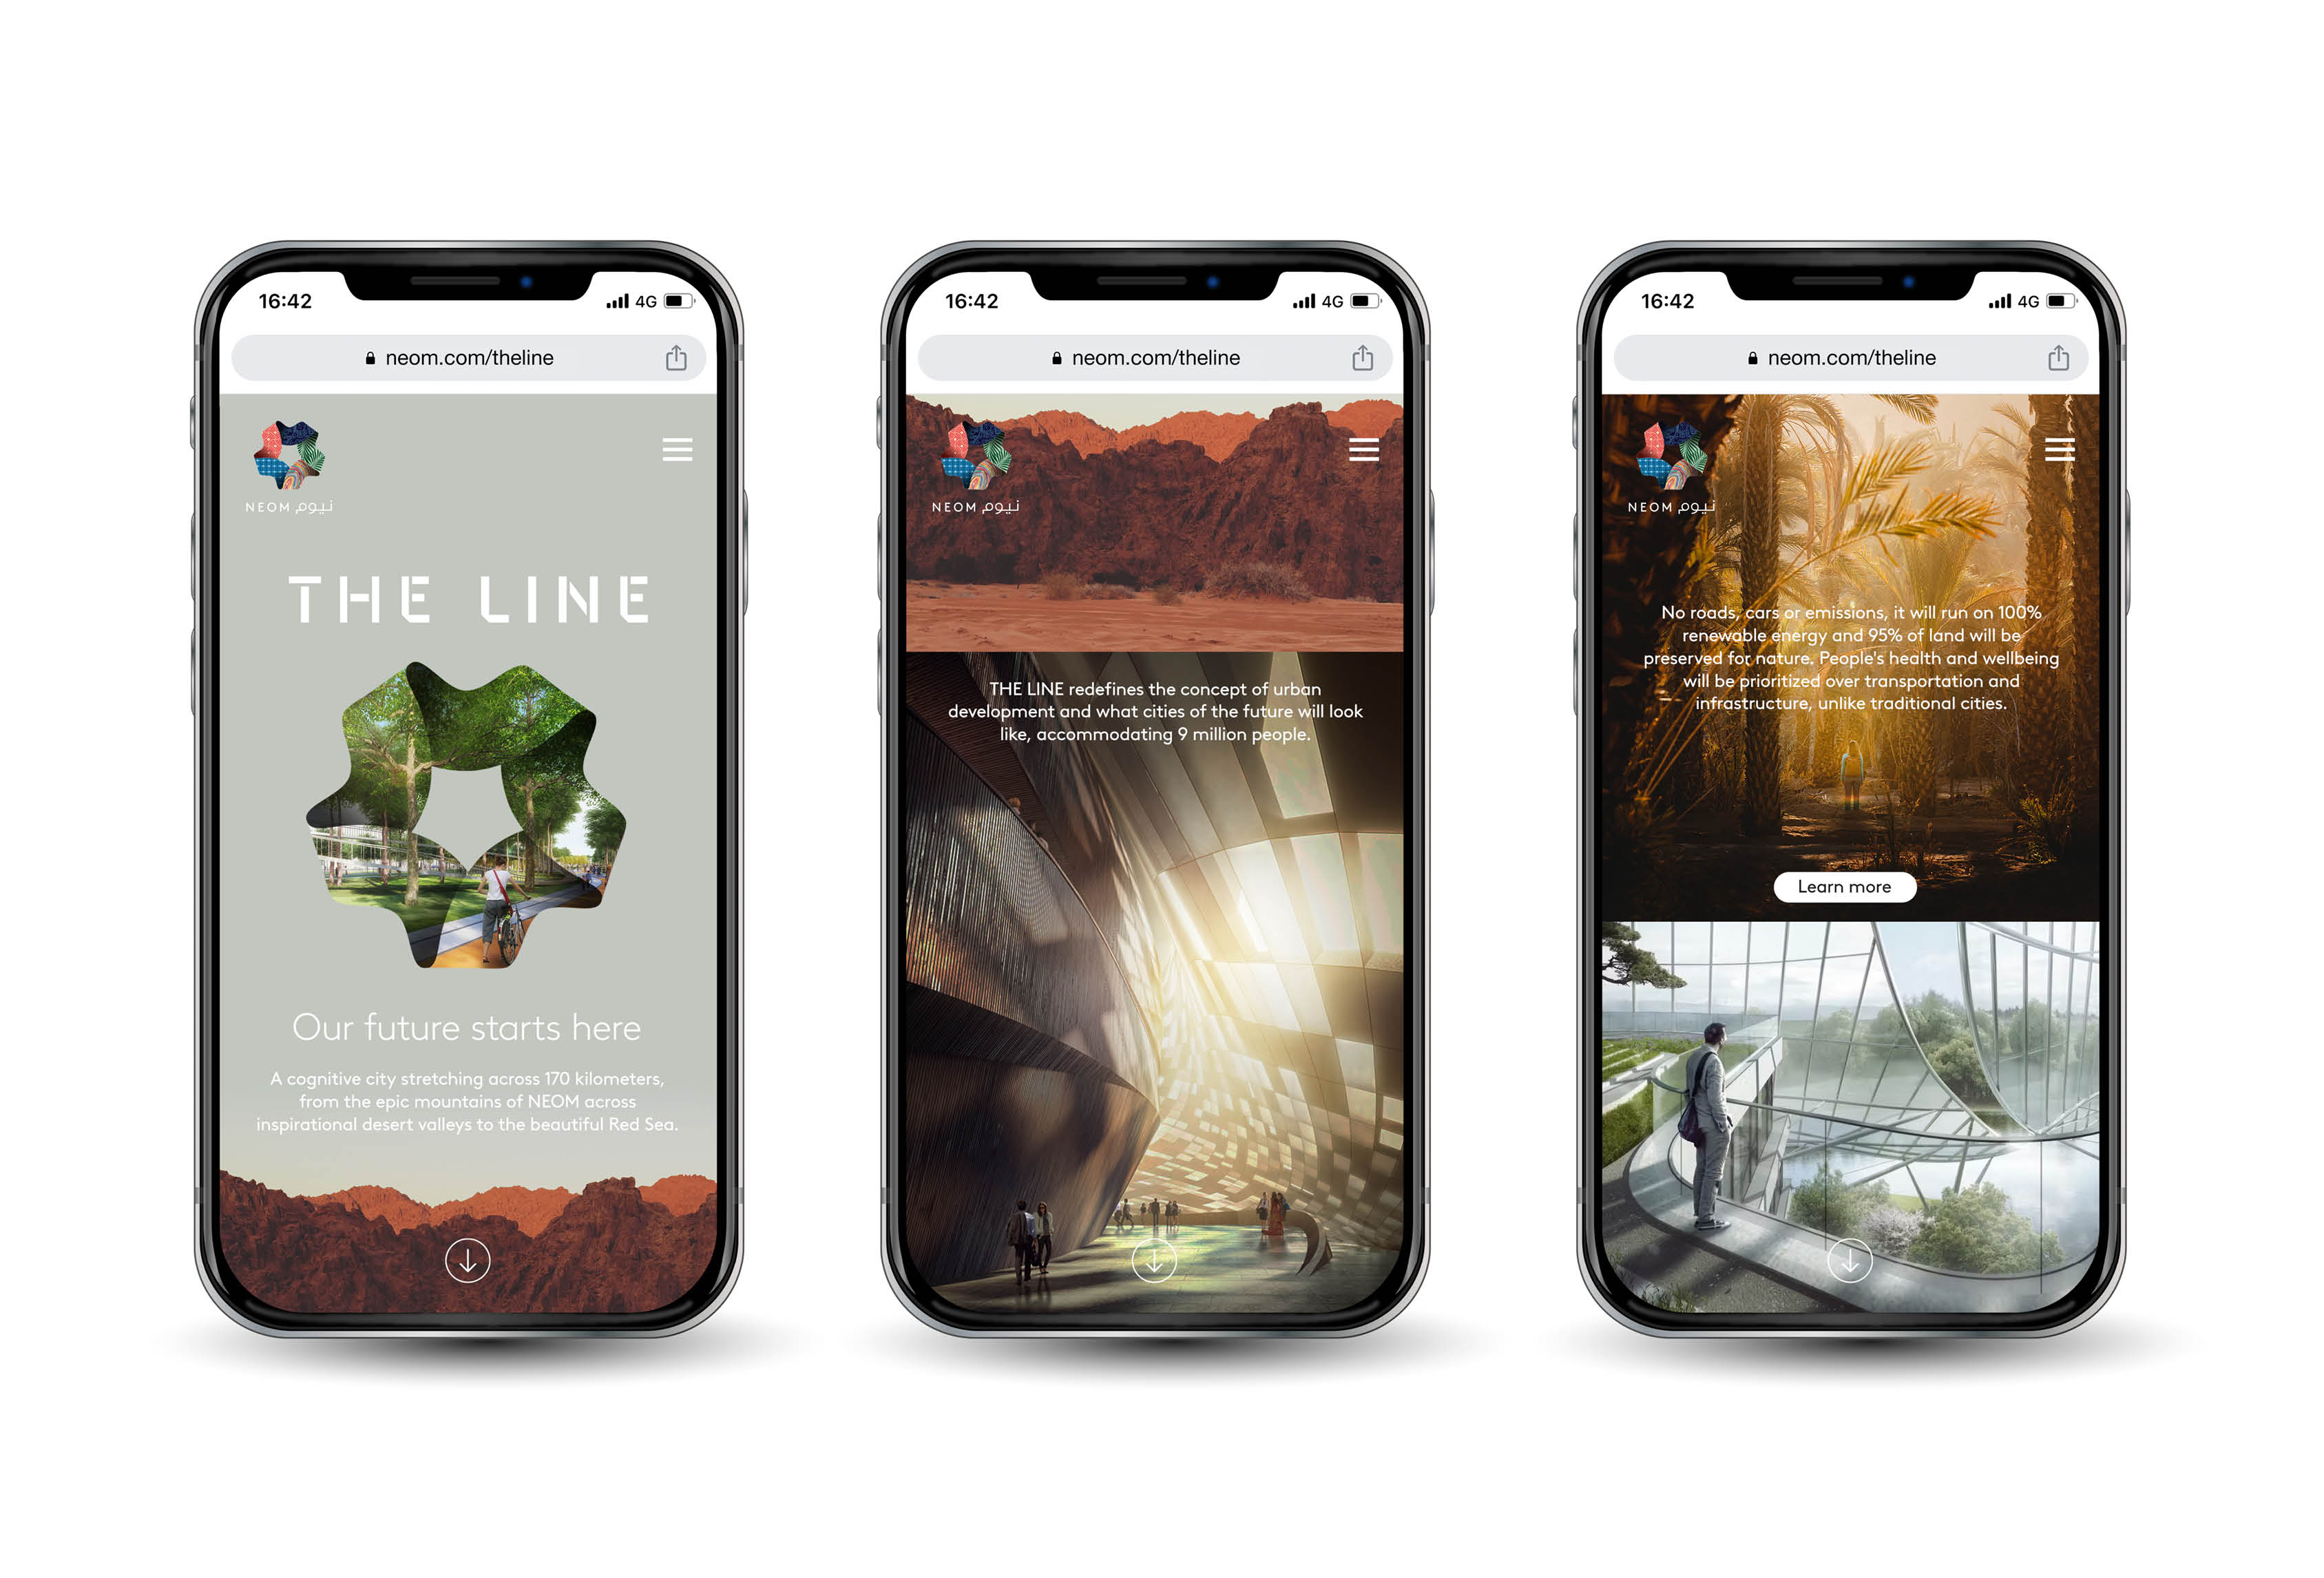 16:42
4G
neom.com/theline
NEOM نيوم
THE LINE
Our future starts here
A cognitive city stretching across 170 kilometers,
from the epic mountains of NEOM across
inspirational desert valleys to the beautiful Red Sea.
16:42
4G
neom.com/theline
NEOM نيوم
THE LINE redefines the concept of urban
development and what cities of the future will look
like, accommodating 9 million people.
16:42
4G
neom.com/theline
NEOM نيوم
No roads, cars or emissions, it will run on 100%
renewable energy and 95% of land will be
preserved for nature. People's health and wellbeing
will be prioritized over transportation and
infrastructure, unlike traditional cities.
Learn more